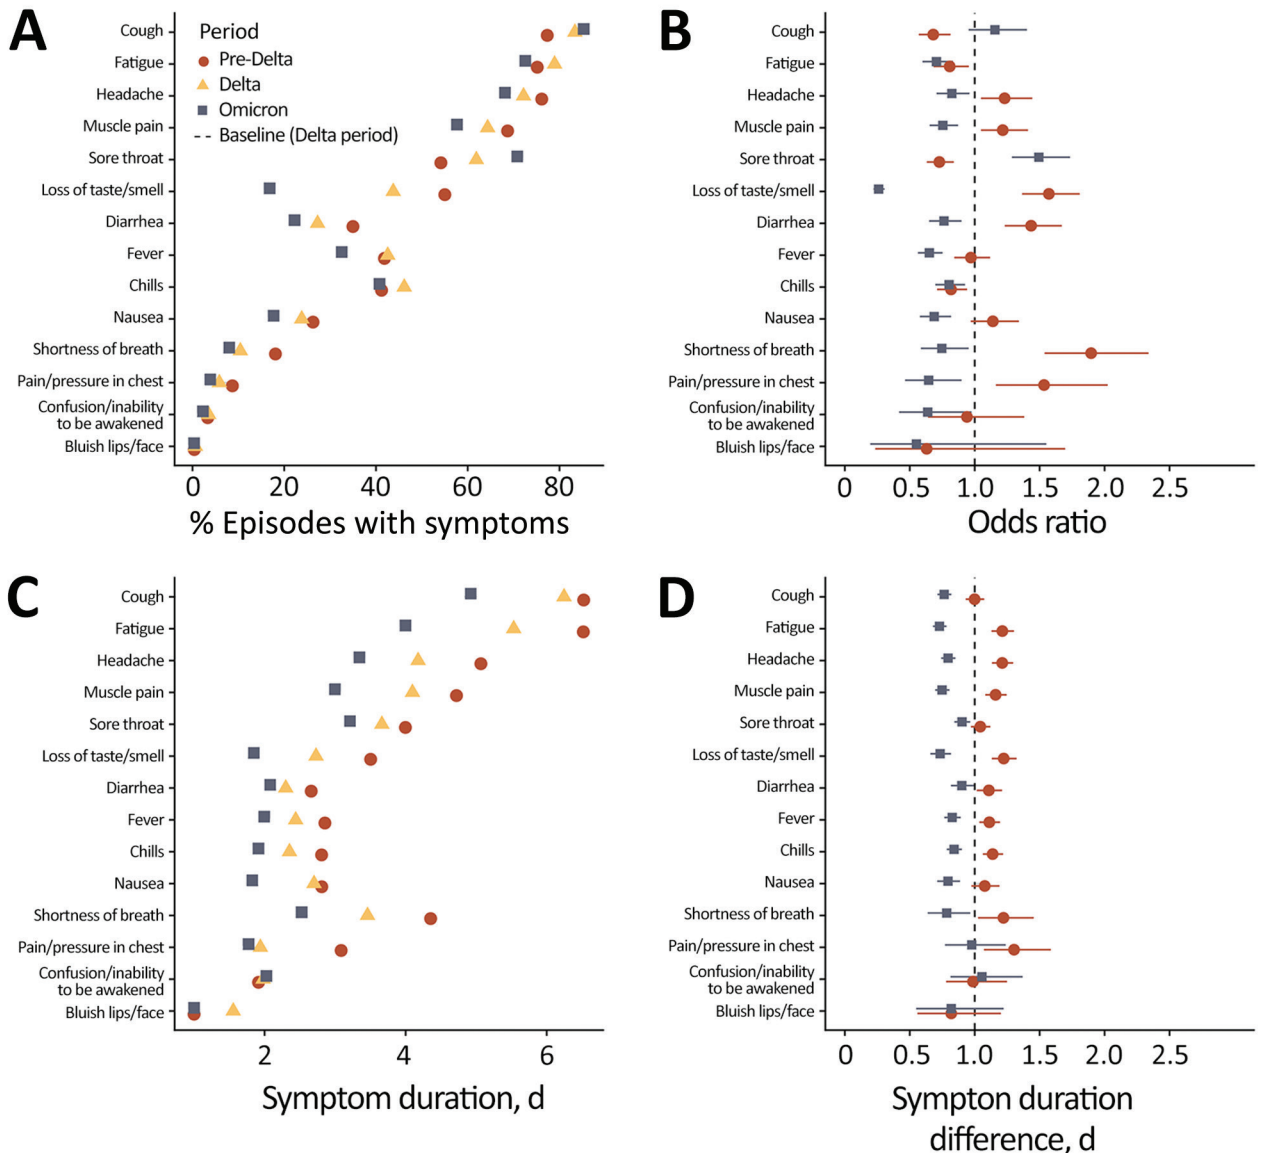 A
Cough
Fatigue
Headache
Muscle pain
Sore throat
Loss of taste/smell
Diarrhea
Fever
Chills
Nausea
Shortness of breath
Pain/pressure in chest
Confusion/inability
to be awakened
Bluish lips/face
Period
Pre-Delta
Delta
Omicron
Baseline (Delta period)
0 20 40 60 80
% Episodes with symptoms
B
Cough
Fatigue
Headache
Muscle pain
Sore throat
Loss of taste/smell
Diarrhea
Fever
Chills
Nausea
Shortness of breath
Pain/pressure in chest
Confusion/inability
to be awakened
Bluish lips/face
0 0.5 1.0 1.5 2.0 2.5
Odds ratio
C
Cough
Fatigue
Headache
Muscle pain
Sore throat
Loss of taste/smell
Diarrhea
Fever
Chills
Nausea
Shortness of breath
Pain/pressure in chest
Confusion/inability
to be awakened
Bluish lips/face
2 4 6
Symptom duration, d
D
Cough
Fatigue
Headache
Muscle pain
Sore throat
Loss of taste/smell
Diarrhea
Fever
Chills
Nausea
Shortness of breath
Pain/pressure in chest
Confusion/inability
to be awakened
Bluish lips/face
0 0.5 1.0 1.5 2.0 2.5
Sympton duration
difference, d